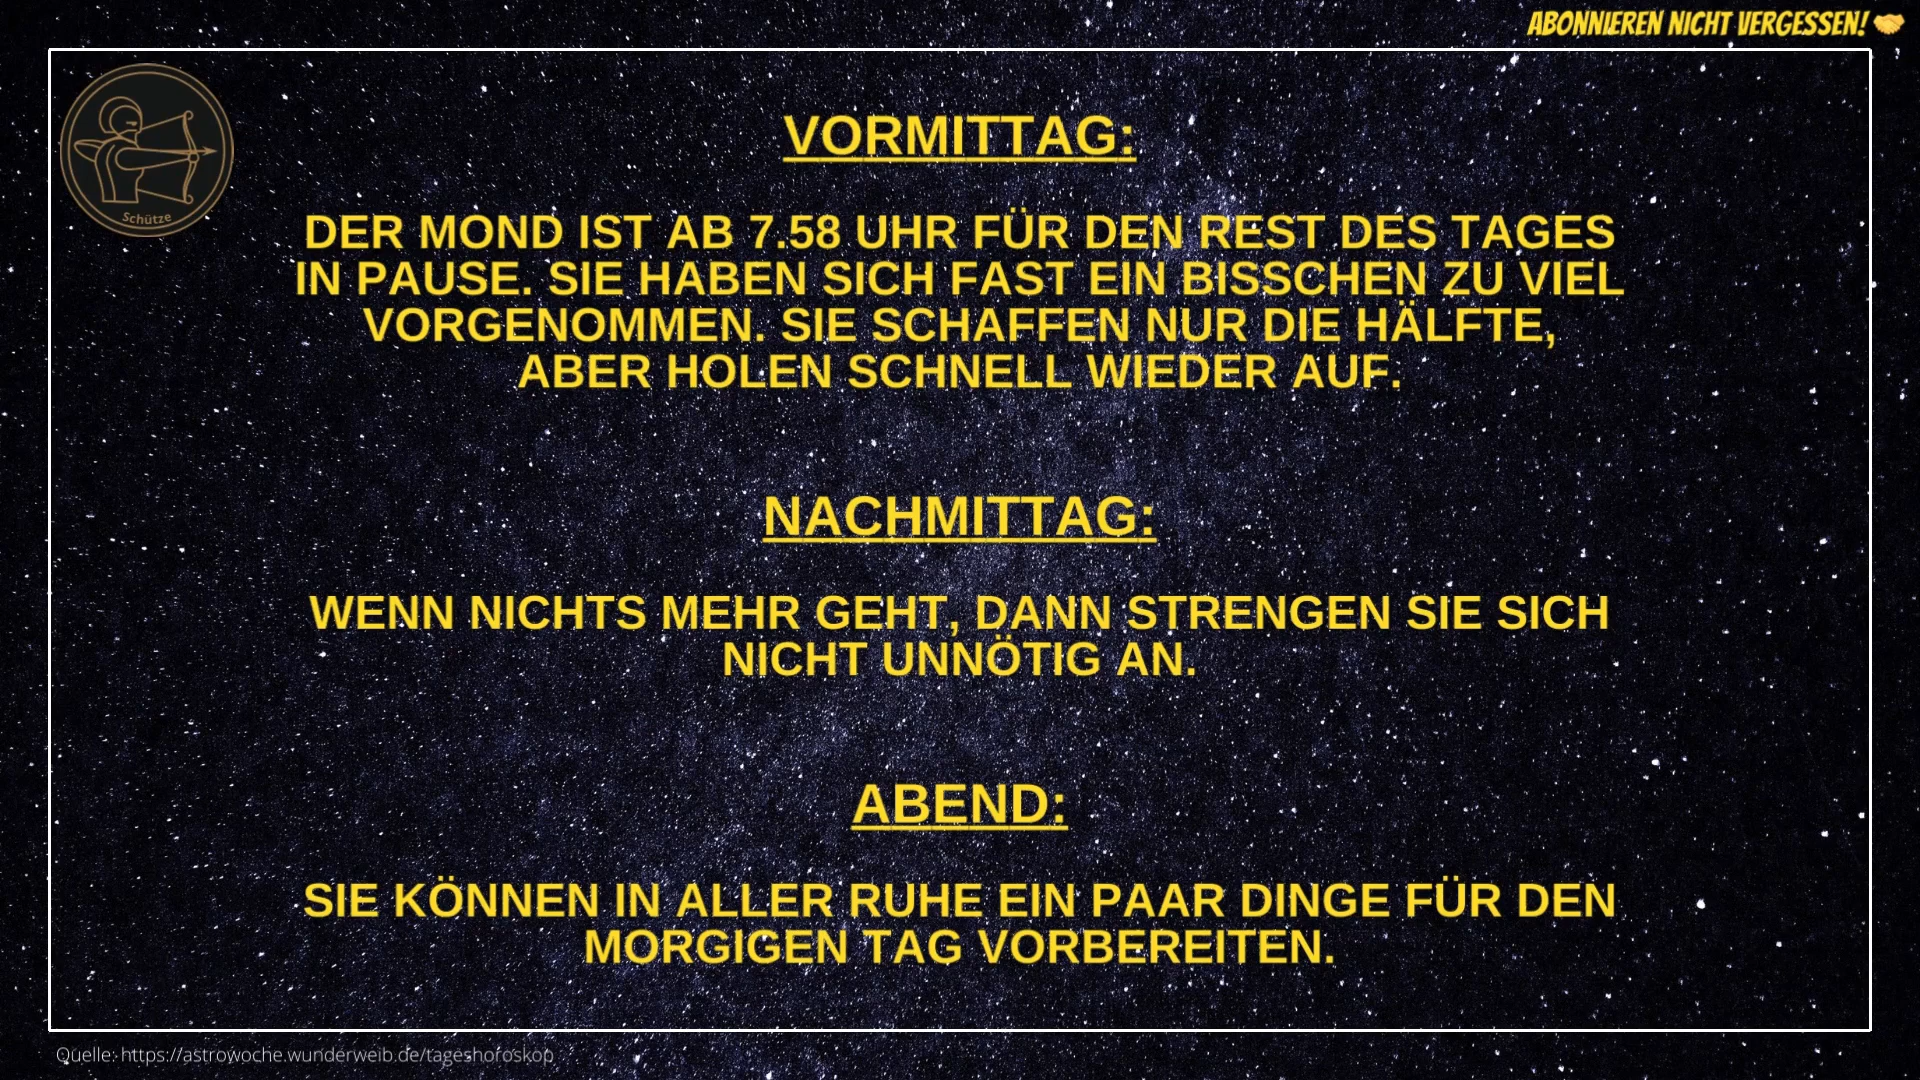 ABONNIEREN NICHT VERGESSEN! 🤝
Schütze
VORMITTAG:
DER MOND IST AB 7.58 UHR FÜR DEN REST DES TAGES
IN PAUSE. SIE HABEN SICH FAST EIN BISSCHEN ZU VIEL
VORGENOMMEN. SIE SCHAFFEN NUR DIE HÄLFTE,
ABER HOLEN SCHNELL WIEDER AUF.
NACHMITTAG:
WENN NICHTS MEHR GEHT, DANN STRENGEN SIE SICH
NICHT UNNÖTIG AN.
ABEND:
SIE KÖNNEN IN ALLER RUHE EIN PAAR DINGE FÜR DEN
MORGIGEN TAG VORBEREITEN.
Quelle: https://astrowoche.wunderweib.de/tageshoroskop